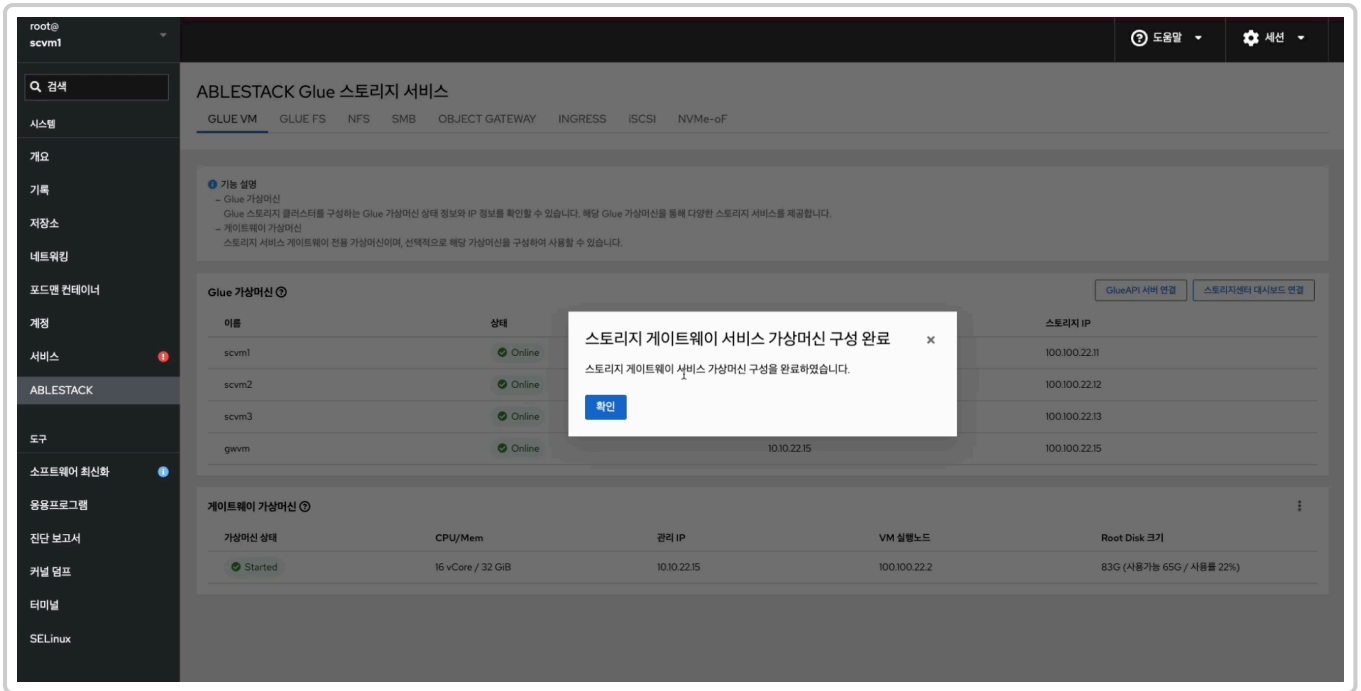 root@
scvm1
도움말
세션
검색
시스템
개요
기록
저장소
네트워킹
포드맨 컨테이너
계정
서비스
ABLESTACK
도구
소프트웨어 최신화
응용프로그램
진단 보고서
커널 덤프
터미널
SELinux
ABLESTACK Glue 스토리지 서비스
GLUE VM GLUE FS NFS SMB OBJECT GATEWAY INGRESS iSCSI NVMe-oF
기능 설명
– Glue 가상머신
Glue 스토리지 클러스터를 구성하는 Glue 가상머신 상태 정보와 IP 정보를 확인할 수 있습니다. 해당 Glue 가상머신을 통해 다양한 스토리지 서비스를 제공합니다.
– 게이트웨이 가상머신
스토리지 서비스 게이트웨이 전용 가상머신이며, 선택적으로 해당 가상머신을 구성하여 사용할 수 있습니다.
Glue 가상머신
GlueAPI 서버 연결 스토리지센터 대시보드 연결
이름 상태 스토리지 IP
scvm1 Online 100.100.22.11
scvm2 Online 100.100.22.12
scvm3 Online 100.100.22.13
gwvm Online 10.10.22.15 100.100.22.15
스토리지 게이트웨이 서비스 가상머신 구성 완료
스토리지 게이트웨이 서비스 가상머신 구성을 완료하였습니다.
확인
게이트웨이 가상머신
가상머신 상태 CPU/Mem 관리 IP VM 실행노드 Root Disk 크기
Started 16 vCore / 32 GiB 10.10.22.15 100.100.22.2 83G (사용가능 65G / 사용률 22%)